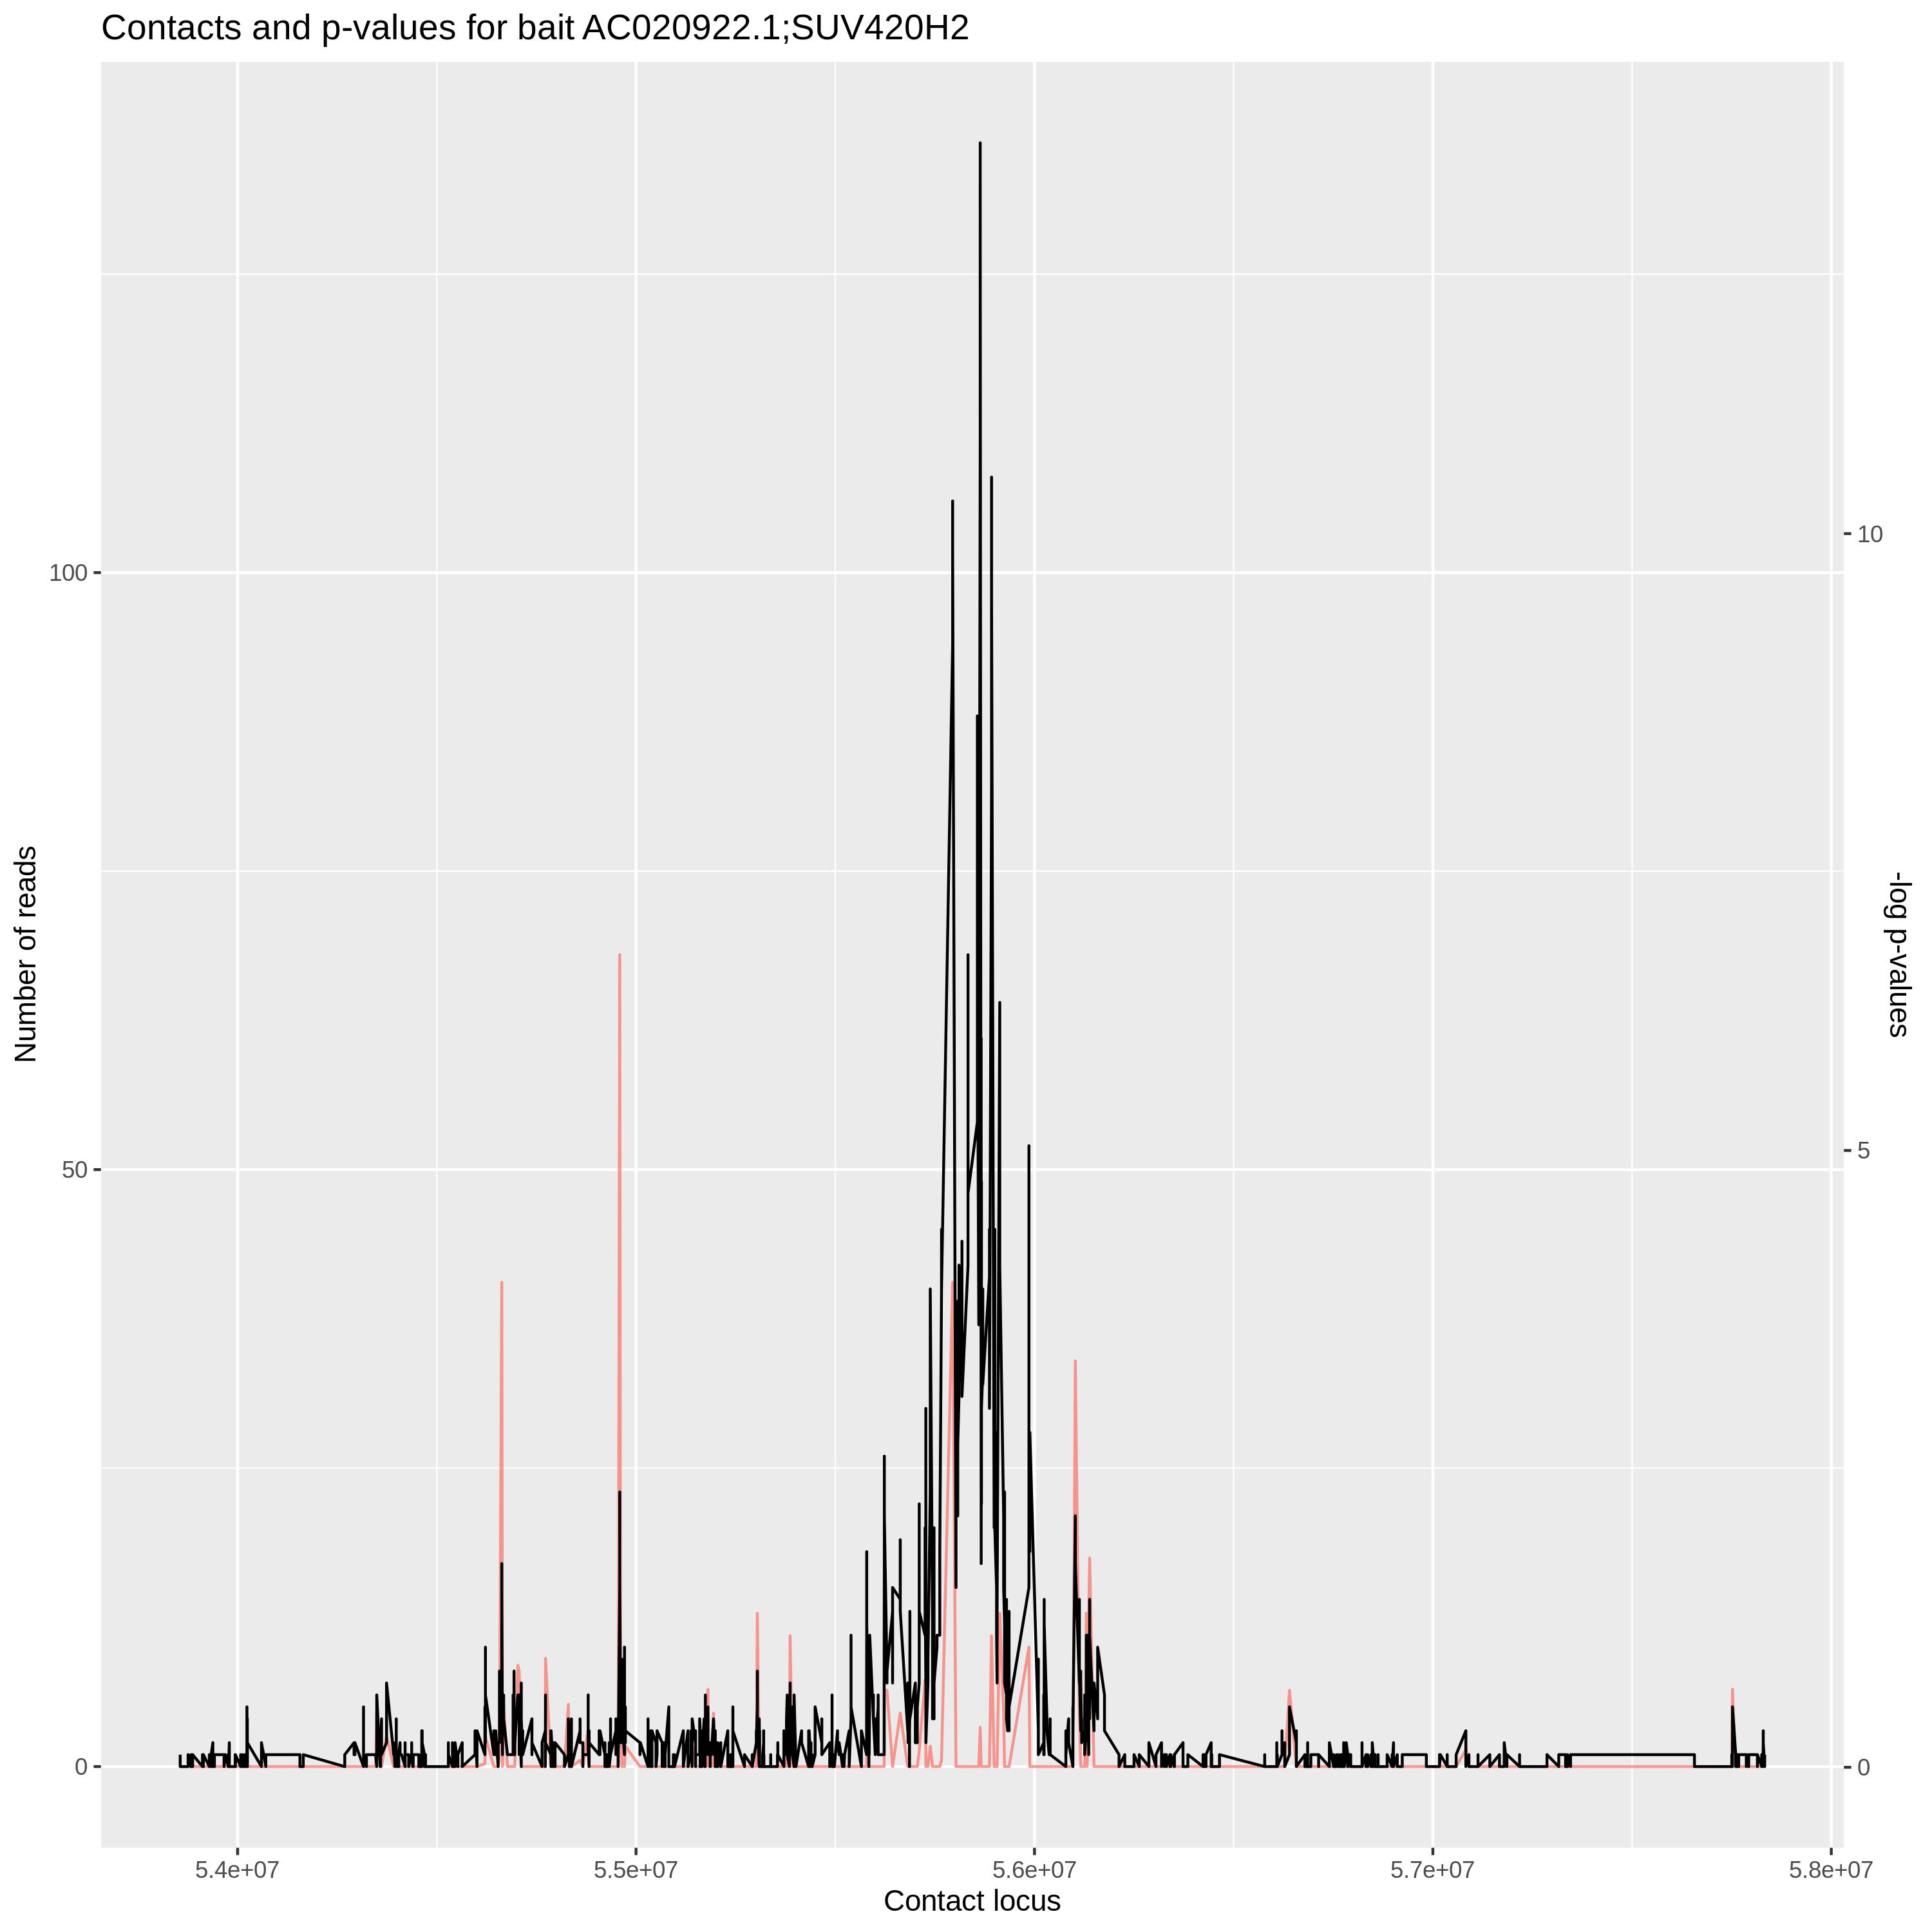 Contacts and p-values for bait AC020922.1;SUV420H2
Number of reads
100
50
0
10
5
0
-log p-values
5.4e+07 5.5e+07 5.6e+07 5.7e+07 5.8e+07
Contact locus